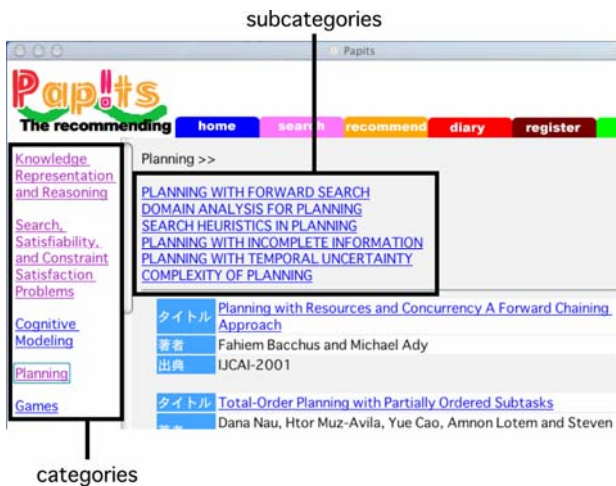 subcategories
Papits
Papits
The recommending
home search recommend diary register
Knowledge
Representation
and Reasoning
Search,
Satisfiability,
and Constraint
Satisfaction
Problems
Cognitive
Modeling
Planning
Games
Planning >>
PLANNING WITH FORWARD SEARCH
DOMAIN ANALYSIS FOR PLANNING
SEARCH HEURISTICS IN PLANNING
PLANNING WITH INCOMPLETE INFORMATION
PLANNING WITH TEMPORAL UNCERTAINTY
COMPLEXITY OF PLANNING
タイトル Planning with Resources and Concurrency A Forward Chaining
Approach
著者 Fahiem Bacchus and Michael Ady
出典 IJCAI-2001
タイトル Total-Order Planning with Partially Ordered Subtasks
Dana Nau, Htor Muz-Avila, Yue Cao, Amnon Lotem and Steven
categories